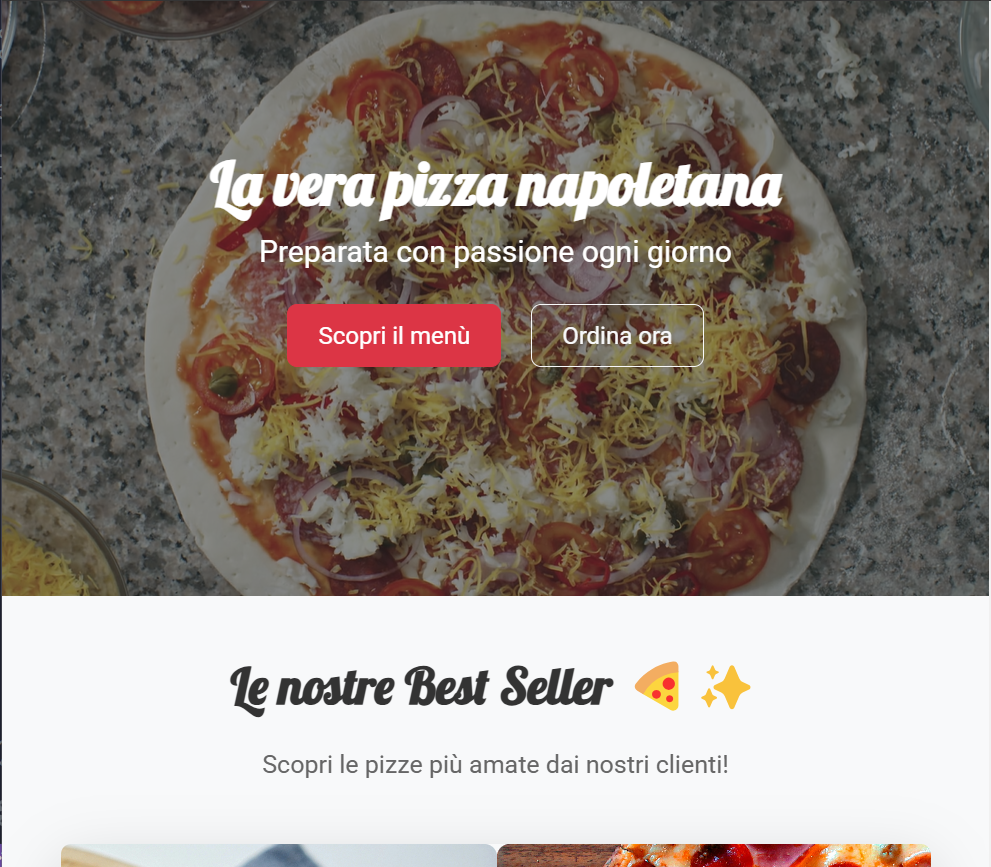 La vera pizza napoletana
Preparata con passione ogni giorno
Scopri il menù
Ordina ora
Le nostre Best Seller 🍕 ✨
Scopri le pizze più amate dai nostri clienti!